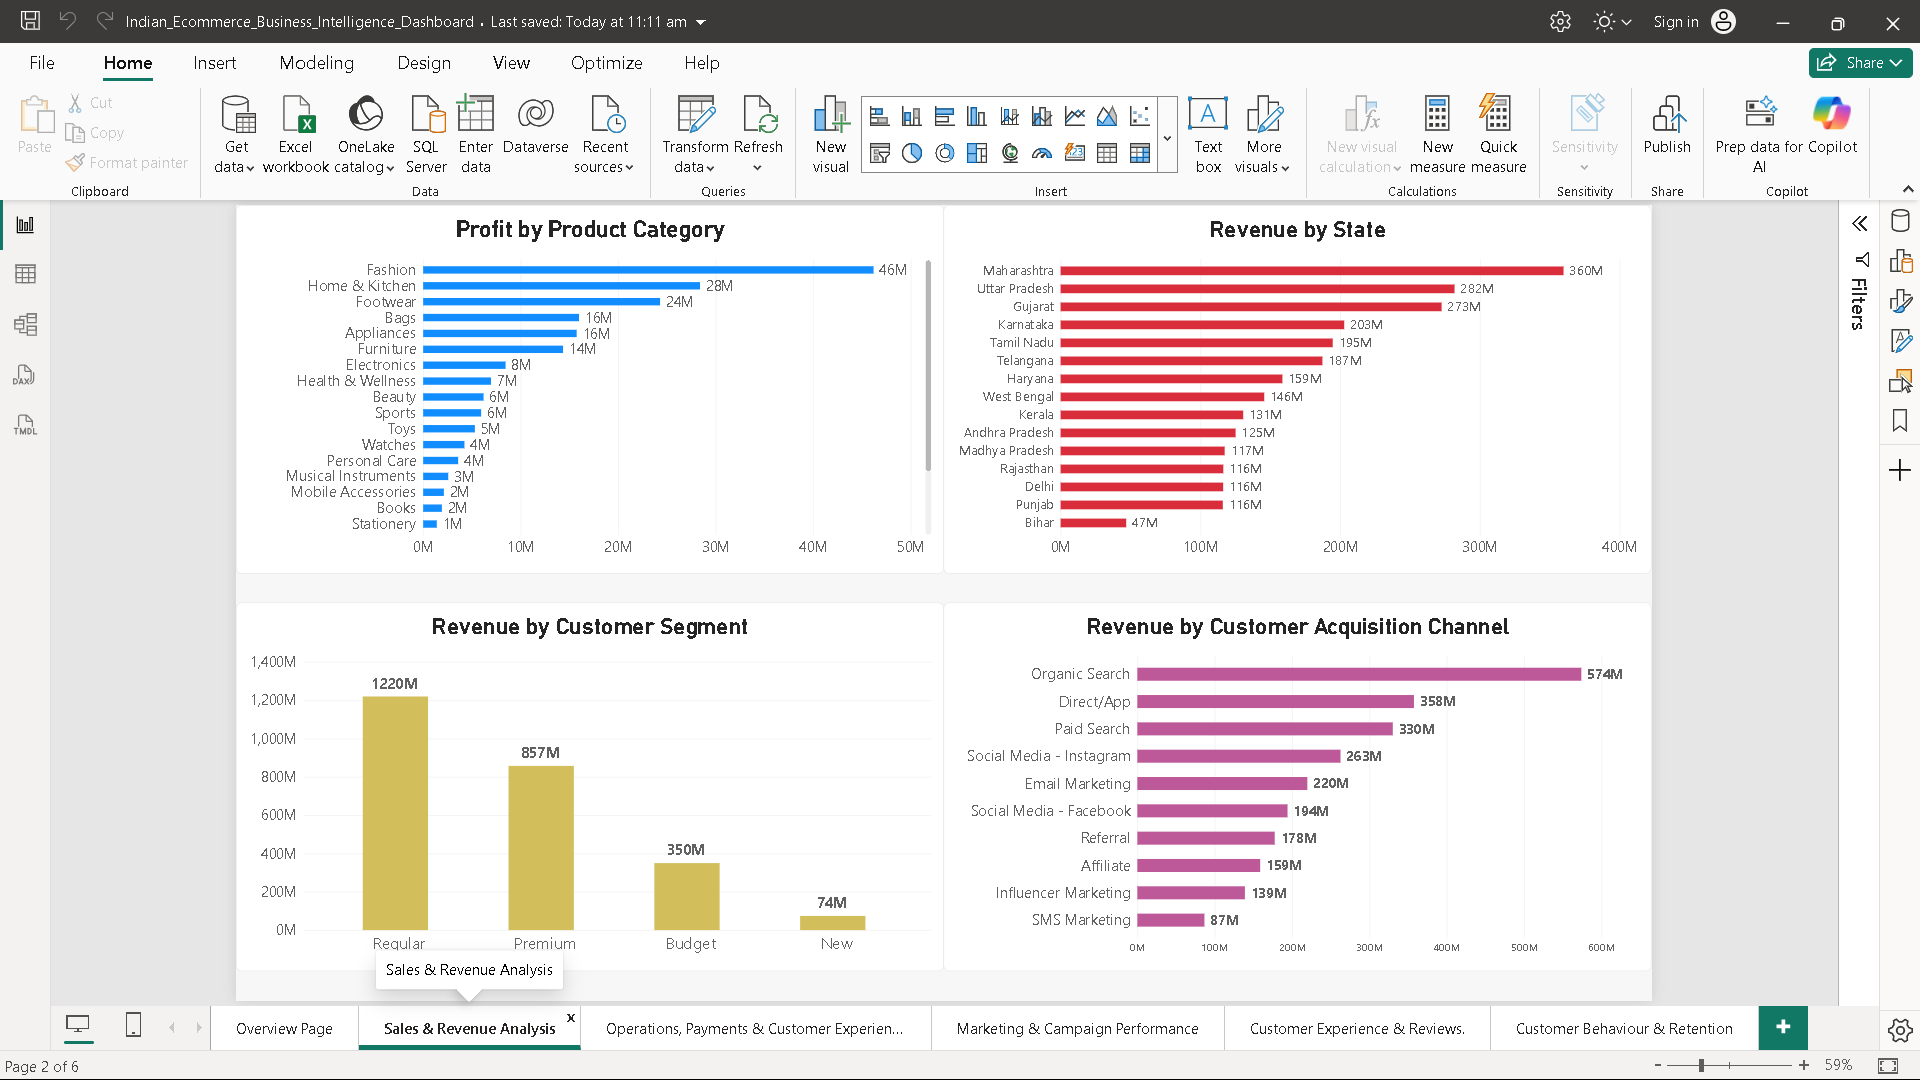 Indian_Ecommerce_Business_Intelligence_Dashboard • Last saved: Today at 11:11 am
Sign in
File
Home
Insert
Modeling
Design
View
Optimize
Help
Share
Paste
Cut
Copy
Format painter
Clipboard
Get data
Excel workbook
OneLake catalog
SQL Server
Enter data
Dataverse
Recent sources
Data
Transform data
Refresh
Queries
New visual
Text box
More visuals
Insert
New visual calculation
New measure
Quick measure
Calculations
Sensitivity
Sensitivity
Publish
Share
Prep data for AI
Copilot
Copilot
DAX
TMDL
Filters
Profit by Product Category
Fashion 46M
Home & Kitchen 28M
Footwear 24M
Bags 16M
Appliances 16M
Furniture 14M
Electronics 8M
Health & Wellness 7M
Beauty 6M
Sports 6M
Toys 5M
Watches 4M
Personal Care 4M
Musical Instruments 3M
Mobile Accessories 2M
Books 2M
Stationery 1M
0M 10M 20M 30M 40M 50M
Revenue by State
Maharashtra 360M
Uttar Pradesh 282M
Gujarat 273M
Karnataka 203M
Tamil Nadu 195M
Telangana 187M
Haryana 159M
West Bengal 146M
Kerala 131M
Andhra Pradesh 125M
Madhya Pradesh 117M
Rajasthan 116M
Delhi 116M
Punjab 116M
Bihar 47M
0M 100M 200M 300M 400M
Revenue by Customer Segment
1,400M
1,200M
1,000M
800M
600M
400M
200M
0M
1220M
857M
350M
74M
Regular Premium Budget New
Sales & Revenue Analysis
Revenue by Customer Acquisition Channel
Organic Search 574M
Direct/App 358M
Paid Search 330M
Social Media - Instagram 263M
Email Marketing 220M
Social Media - Facebook 194M
Referral 178M
Affiliate 159M
Influencer Marketing 139M
SMS Marketing 87M
0M 100M 200M 300M 400M 500M 600M
Overview Page
Sales & Revenue Analysis
x
Operations, Payments & Customer Experien...
Marketing & Campaign Performance
Customer Experience & Reviews.
Customer Behaviour & Retention
+
Page 2 of 6
- + 59%